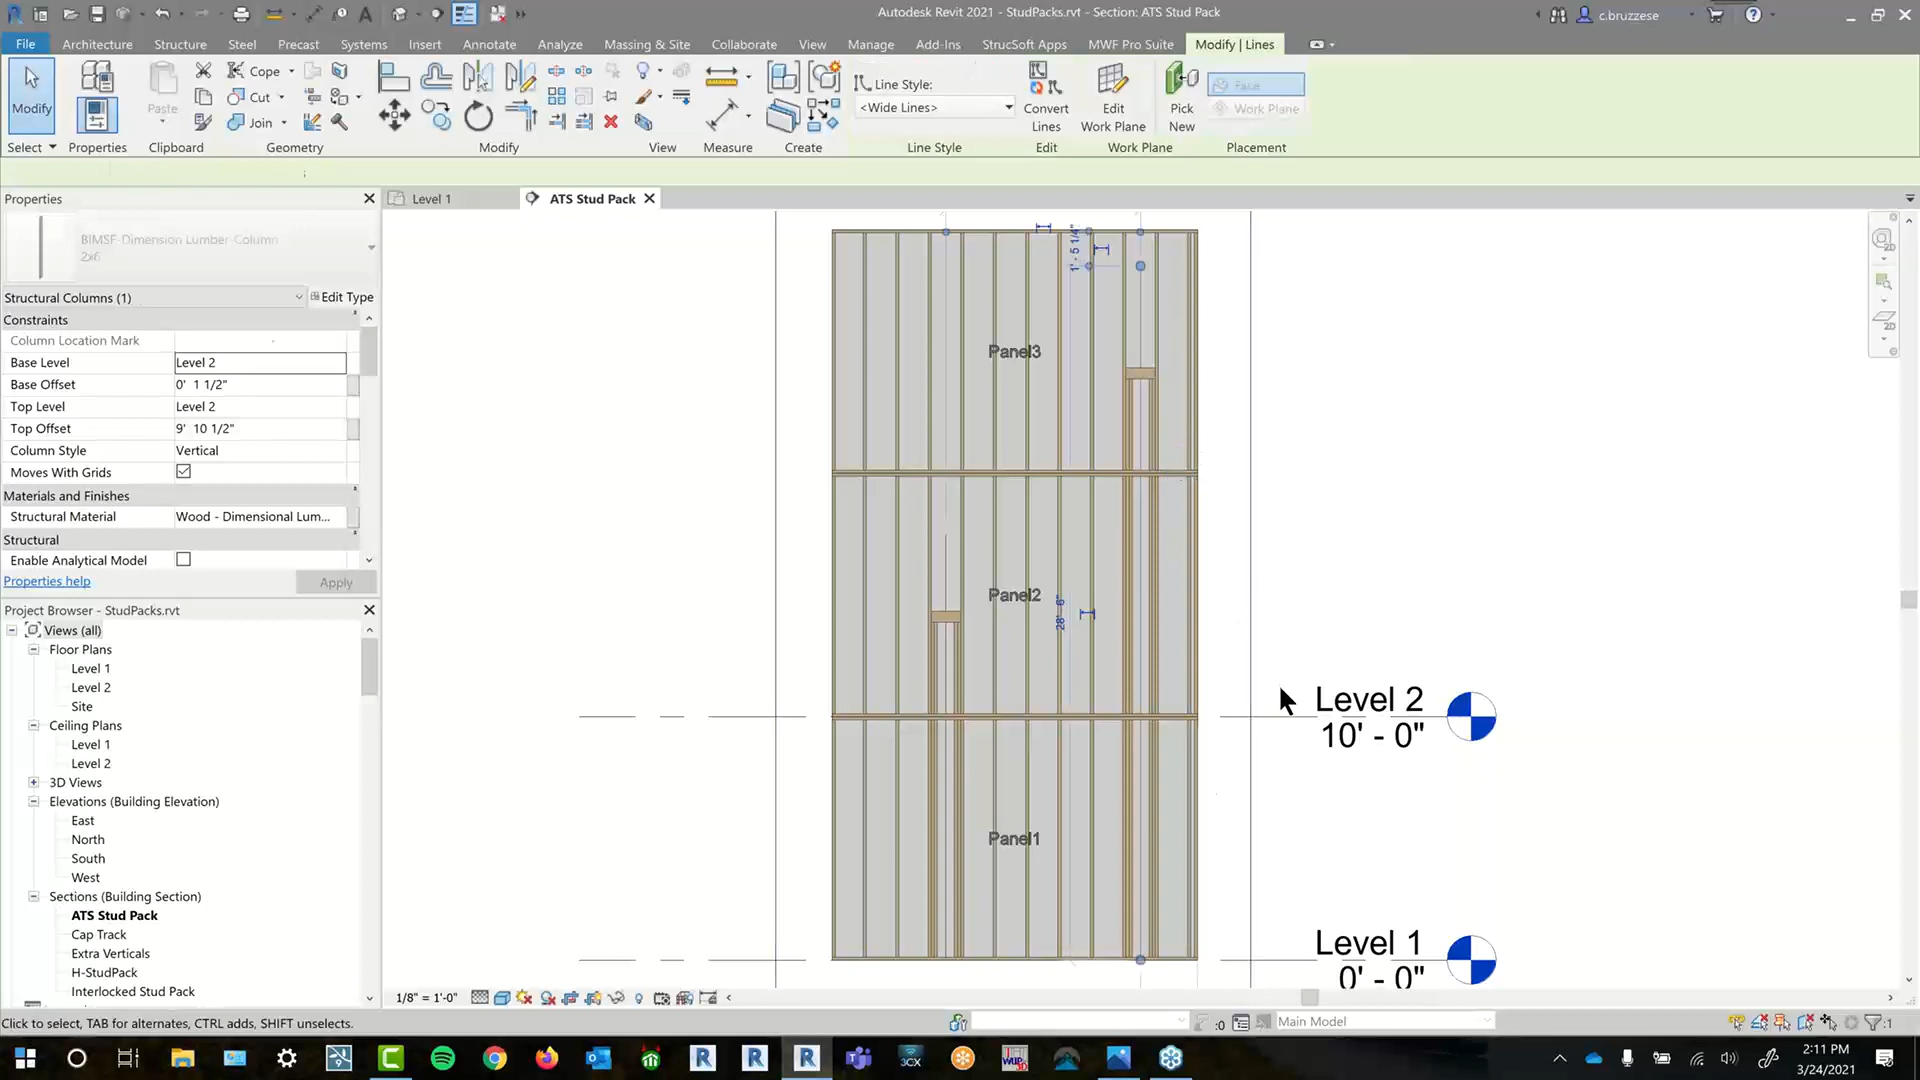 Autodesk Revit 2021 - StudPacks.rvt - Section: ATS Stud Pack
c.bruzzese
File
Architecture
Structure
Steel
Precast
Systems
Insert
Annotate
Analyze
Massing & Site
Collaborate
View
Manage
Add-Ins
StrucSoft Apps
MWF Pro Suite
Modify | Lines
Modify
Paste
Cope
Cut
Join
Line Style:
<Wide Lines>
Convert
Lines
Edit
Work Plane
Pick
New
Face
Work Plane
Select
Properties
Clipboard
Geometry
Modify
View
Measure
Create
Line Style
Edit
Work Plane
Placement
Properties
Level 1
ATS Stud Pack
BIMSF-Dimension Lumber-Column
2x6
Structural Columns (1)
Edit Type
Constraints
Column Location Mark
Base Level
Level 2
Base Offset
0'  1 1/2"
Top Level
Level 2
Top Offset
9'  10 1/2"
Column Style
Vertical
Moves With Grids
Materials and Finishes
Structural Material
Wood - Dimensional Lum...
Structural
Enable Analytical Model
Properties help
Apply
Project Browser - StudPacks.rvt
Views (all)
Floor Plans
Level 1
Level 2
Site
Ceiling Plans
Level 1
Level 2
3D Views
Elevations (Building Elevation)
East
North
South
West
Sections (Building Section)
ATS Stud Pack
Cap Track
Extra Verticals
H-StudPack
Interlocked Stud Pack
1' - 5 1/4"
Panel3
Panel2
28' - 6"
Panel1
Level 2
10' - 0"
Level 1
0' - 0"
1/8" = 1'-0"
Click to select, TAB for alternates, CTRL adds, SHIFT unselects.
:0
Main Model
:1
3CX
2:11 PM
3/24/2021